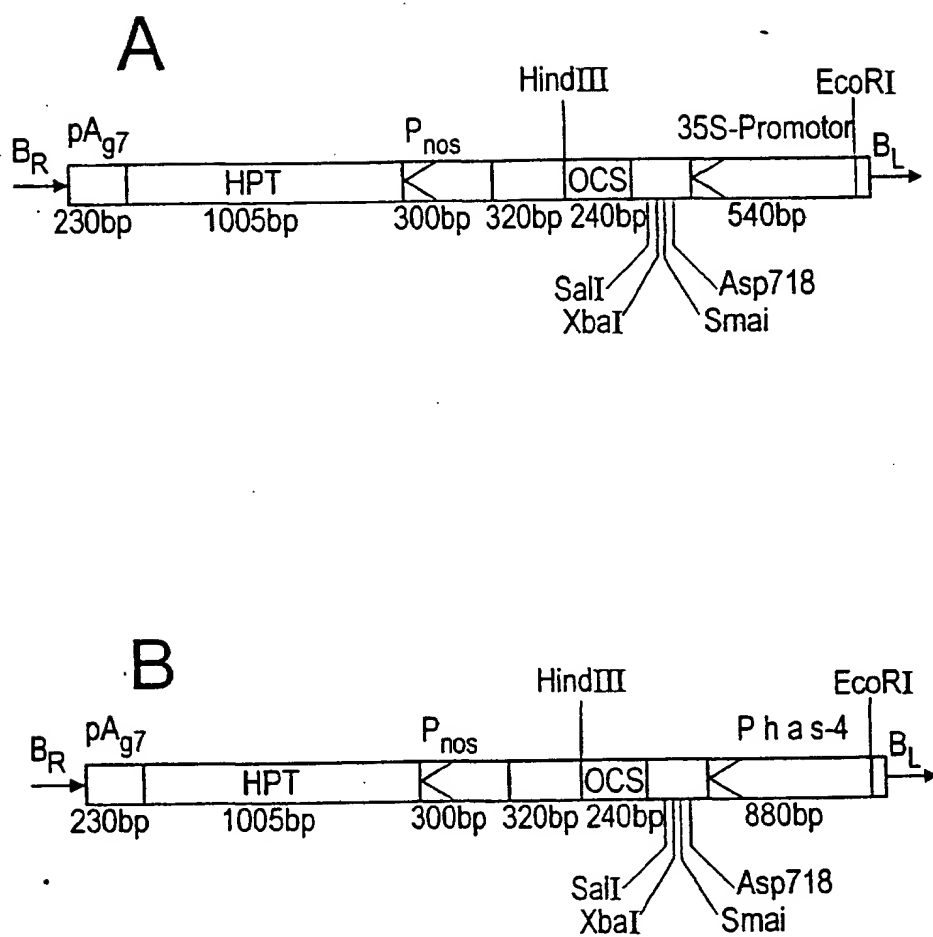 A
HindIII
EcoRI
BR
pAg7
Pnos
35S-Promotor
BL
HPT
OCS
230bp
1005bp
300bp
320bp
240bp
540bp
SalI
Asp718
XbaI
Smai
B
HindIII
EcoRI
BR
pAg7
Pnos
Phas-4
BL
HPT
OCS
230bp
1005bp
300bp
320bp
240bp
880bp
SalI
Asp718
XbaI
Smai